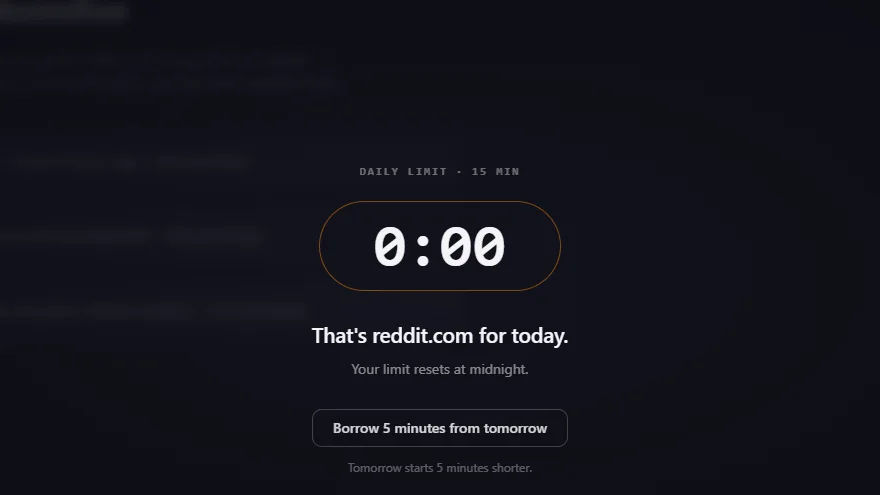 DAILY LIMIT · 15 MIN
0:00
That's reddit.com for today.
Your limit resets at midnight.
Borrow 5 minutes from tomorrow
Tomorrow starts 5 minutes shorter.